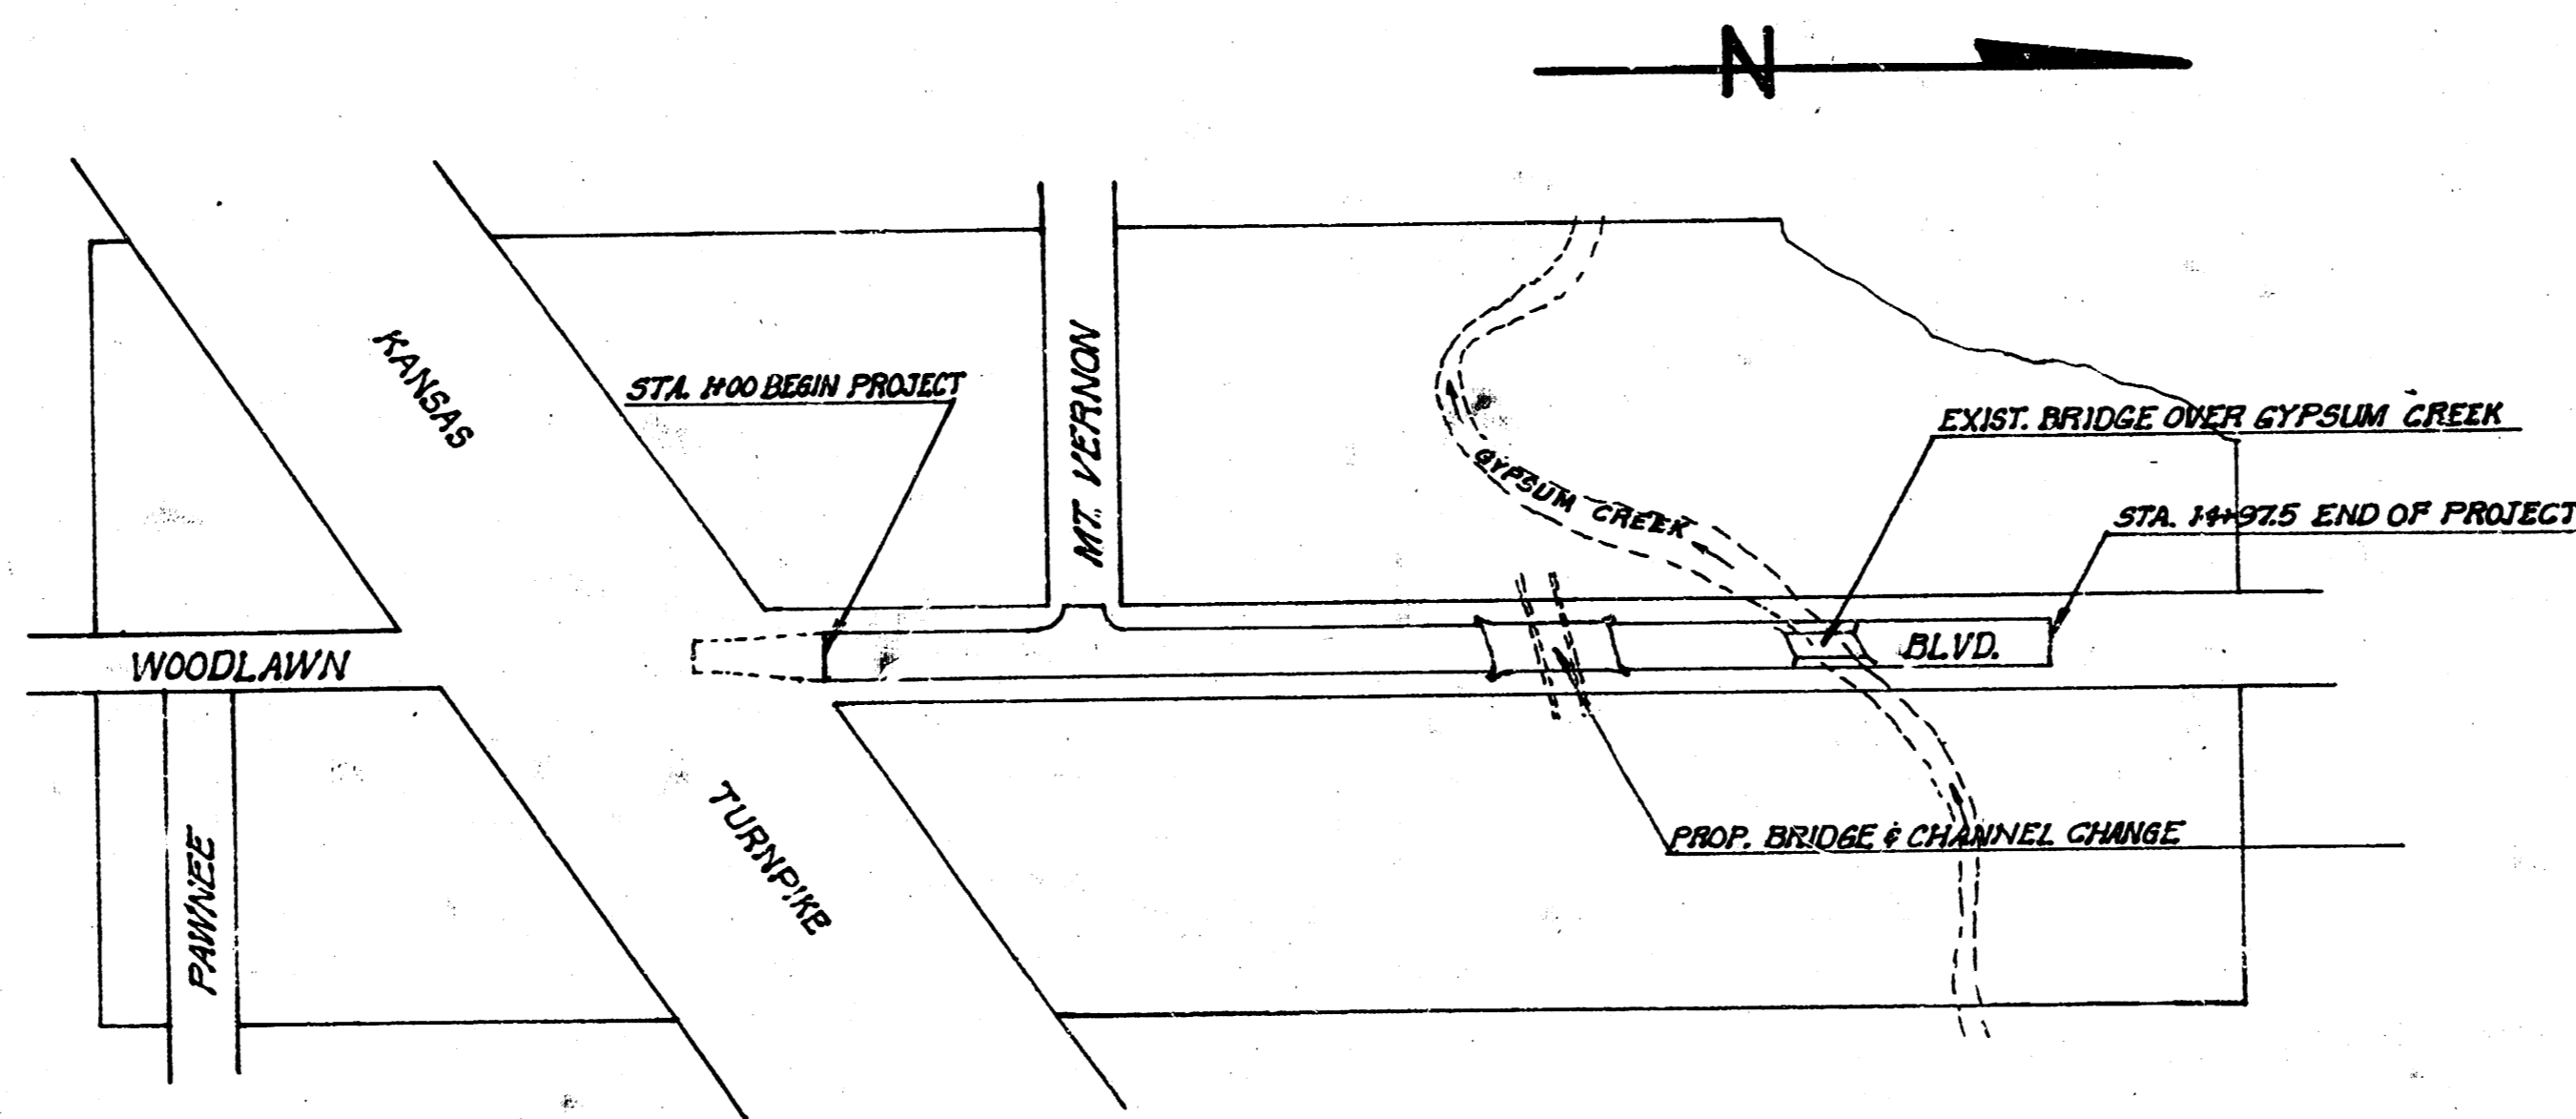 N
KANSAS
STA. 1+00 BEGIN PROJECT
MT. VERNON
EXIST. BRIDGE OVER GYPSUM CREEK
GYPSUM CREEK
STA. 14+97.5 END OF PROJECT
WOODLAWN
BLVD.
TURNPIKE
PROP. BRIDGE & CHANNEL CHANGE
PAWNEE